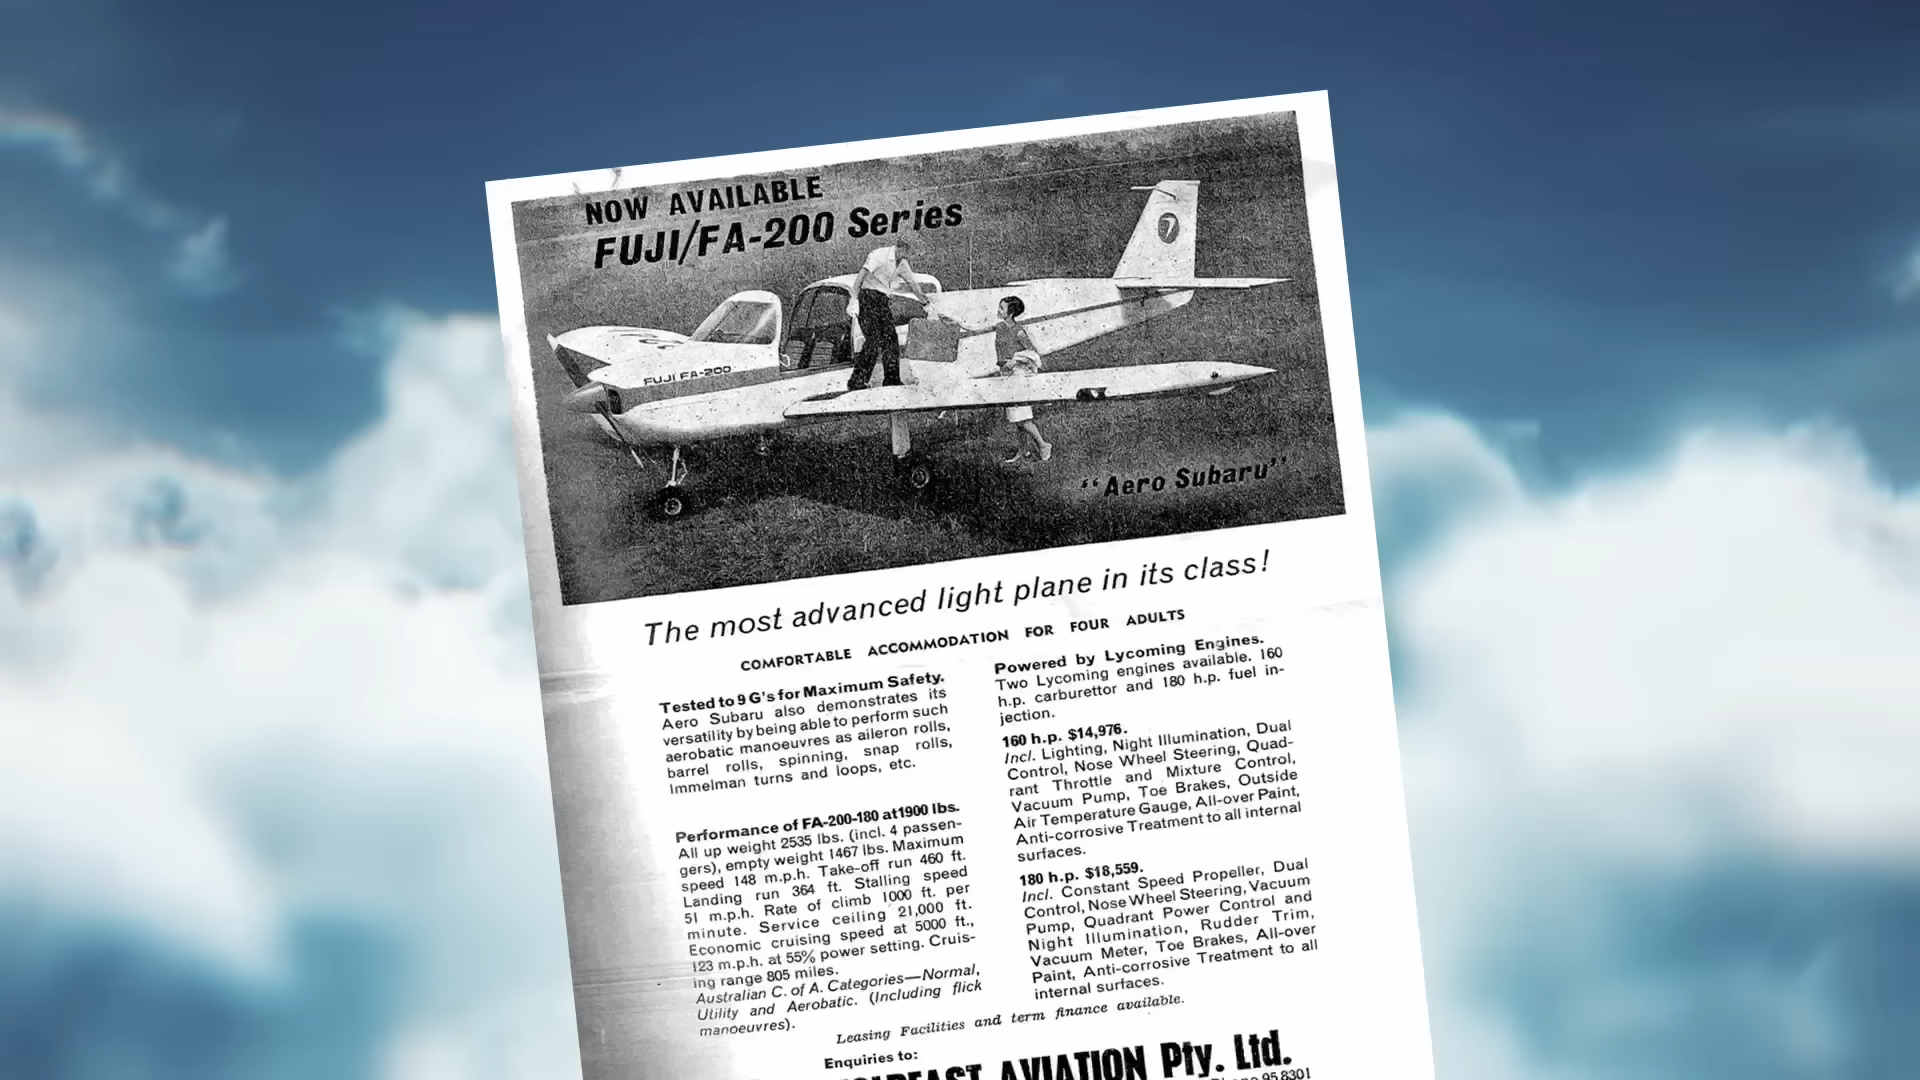 NOW AVAILABLE
FUJI/FA-200 Series
7
FUJI FA-200
"Aero Subaru"
The most advanced light plane in its class!
COMFORTABLE ACCOMMODATION FOR FOUR ADULTS
Tested to 9 G's for Maximum Safety.
Aero Subaru also demonstrates its
versatility by being able to perform such
aerobatic manoeuvres as aileron rolls,
barrel rolls, spinning, snap rolls,
Immelman turns and loops, etc.
Performance of FA-200-180 at 1900 lbs.
All up weight 2535 lbs. (incl. 4 passen-
gers), empty weight 1467 lbs. Maximum
speed 148 m.p.h. Take-off run 460 ft.
Landing run 364 ft. Stalling speed
51 m.p.h. Rate of climb 1000 ft. per
minute. Service ceiling 21,000 ft.
Economic cruising speed at 5000 ft.,
123 m.p.h. at 55% power setting. Cruis-
ing range 805 miles.
Australian C. of A. Categories—Normal,
Utility and Aerobatic. (Including flick
manoeuvres).
Powered by Lycoming Engines.
Two Lycoming engines available. 160
h.p. carburettor and 180 h.p. fuel in-
jection.
160 h.p. $14,976.
Incl. Lighting, Night Illumination, Dual
Control, Nose Wheel Steering, Quad-
rant Throttle and Mixture Control,
Vacuum Pump, Toe Brakes, Outside
Air Temperature Gauge, All-over Paint,
Anti-corrosive Treatment to all internal
surfaces.
180 h.p. $18,559.
Incl. Constant Speed Propeller, Dual
Control, Nose Wheel Steering, Vacuum
Pump, Quadrant Power Control and
Night Illumination, Rudder Trim,
Vacuum Meter, Toe Brakes, All-over
Paint, Anti-corrosive Treatment to all
internal surfaces.
Leasing Facilities and term finance available.
Enquiries to:
AVIATION Pty. Ltd.
95 8301